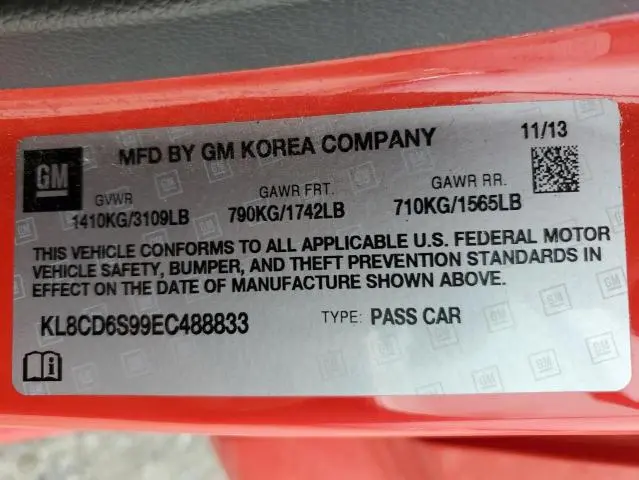 GM MFD BY GM KOREA COMPANY 11/13
GVWR GAWR FRT. GAWR RR.
1410KG/3109LB 790KG/1742LB 710KG/1565LB
THIS VEHICLE CONFORMS TO ALL APPLICABLE U.S. FEDERAL MOTOR
VEHICLE SAFETY, BUMPER, AND THEFT PREVENTION STANDARDS IN
EFFECT ON THE DATE OF MANUFACTURE SHOWN ABOVE.
KL8CD6S99EC488833 TYPE: PASS CAR